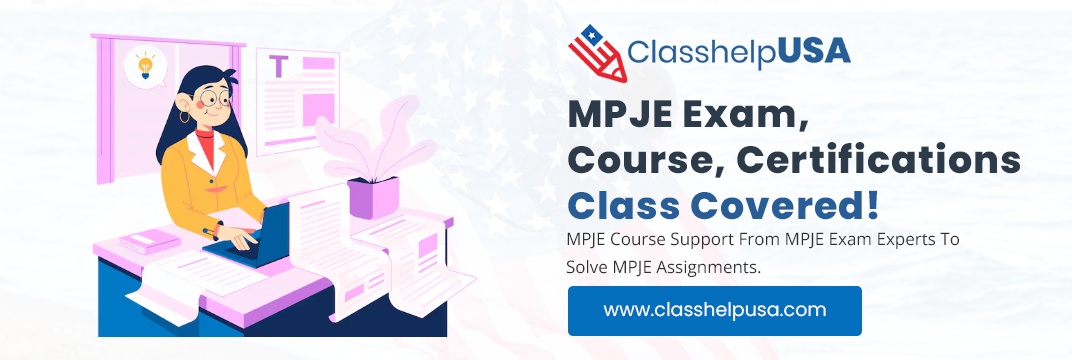 T
ClasshelpUSA
MPJE Exam,
Course, Certifications
Class Covered!
MPJE Course Support From MPJE Exam Experts To
Solve MPJE Assignments.
www.classhelpusa.com